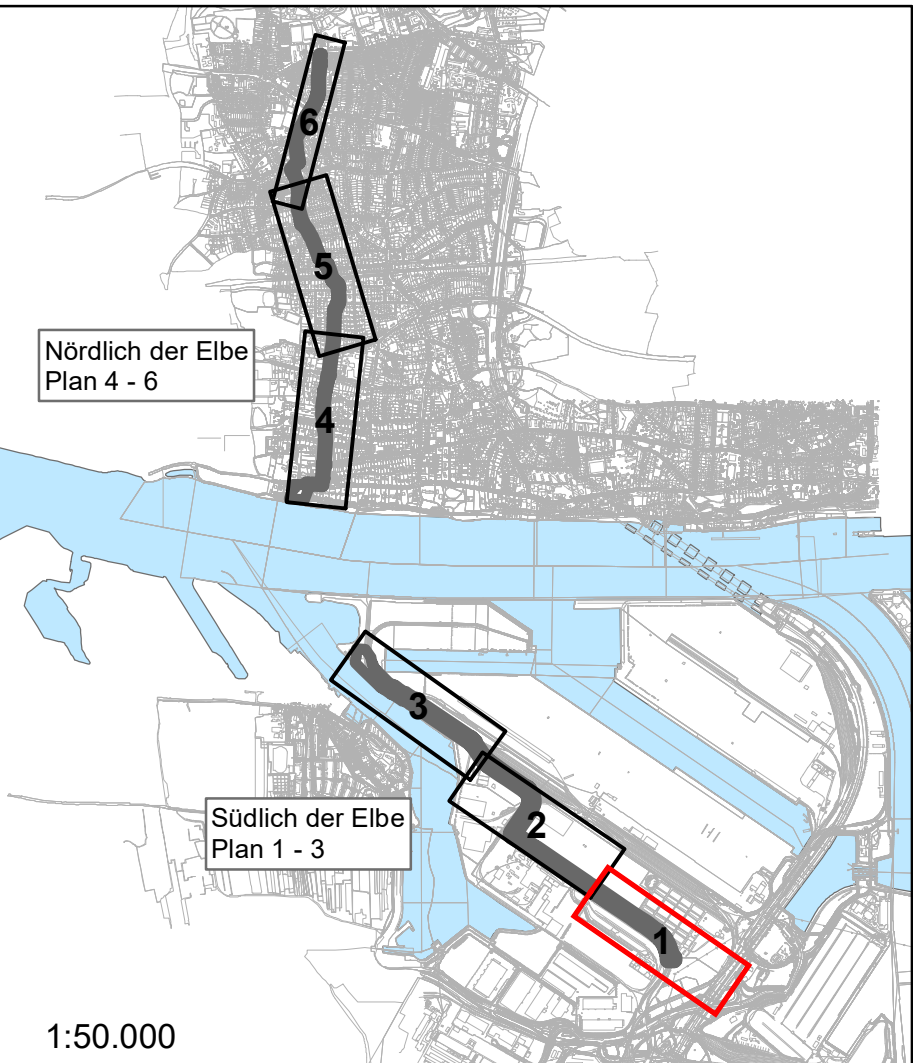 6
5
Nördlich der Elbe
Plan 4 - 6
4
3
Südlich der Elbe
Plan 1 - 3
2
1
1:50.000